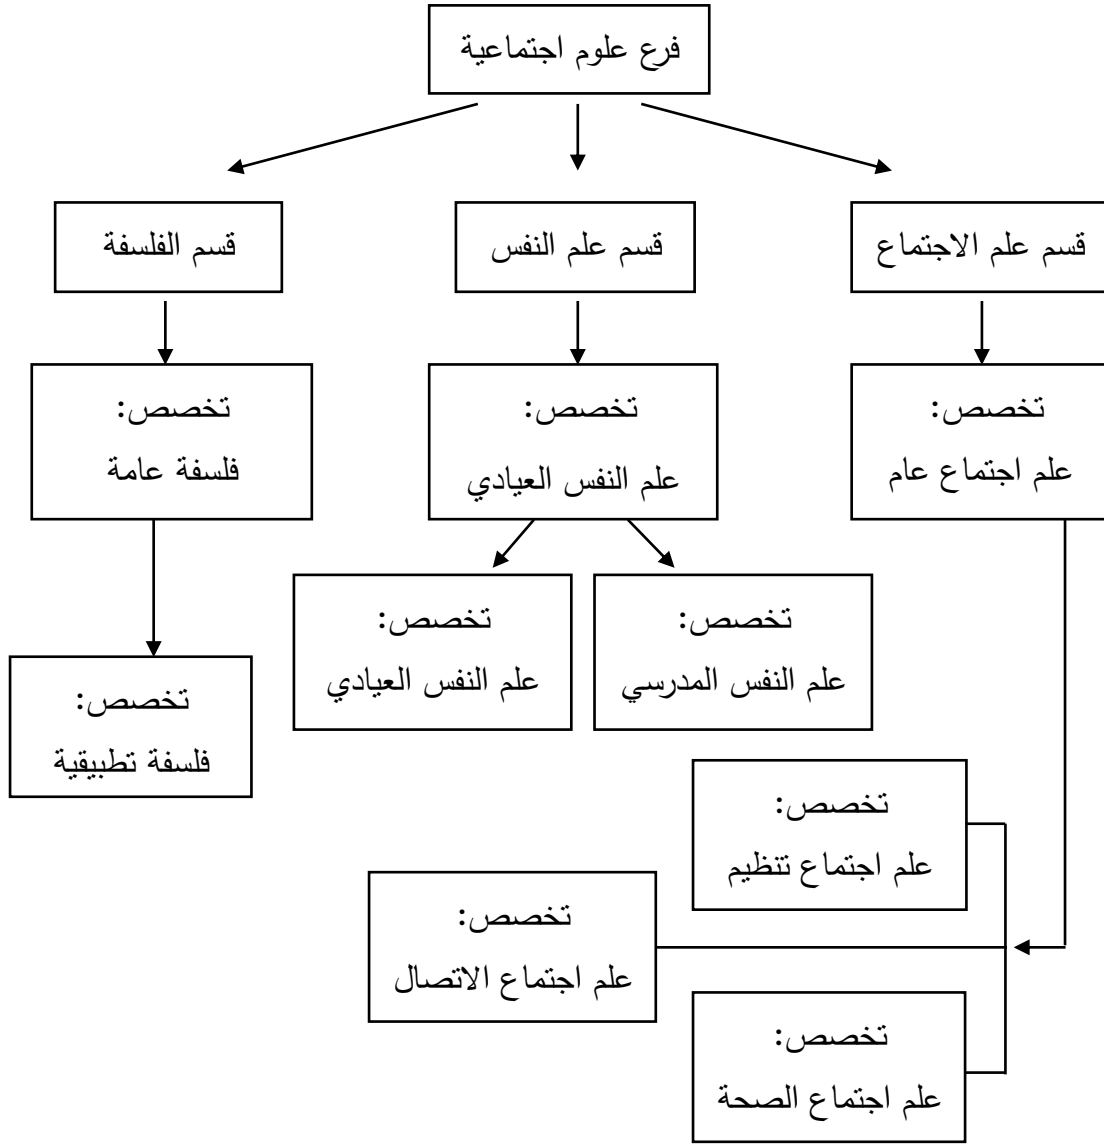 فرع علوم اجتماعية
قسم علم الاجتماع
قسم علم النفس
قسم الفلسفة
تخصص:
علم اجتماع عام
تخصص:
علم النفس العيادي
تخصص:
فلسفة عامة
تخصص:
علم النفس المدرسي
تخصص:
علم النفس العيادي
تخصص:
فلسفة تطبيقية
تخصص:
علم اجتماع تنظيم
تخصص:
علم اجتماع الاتصال
تخصص:
علم اجتماع الصحة